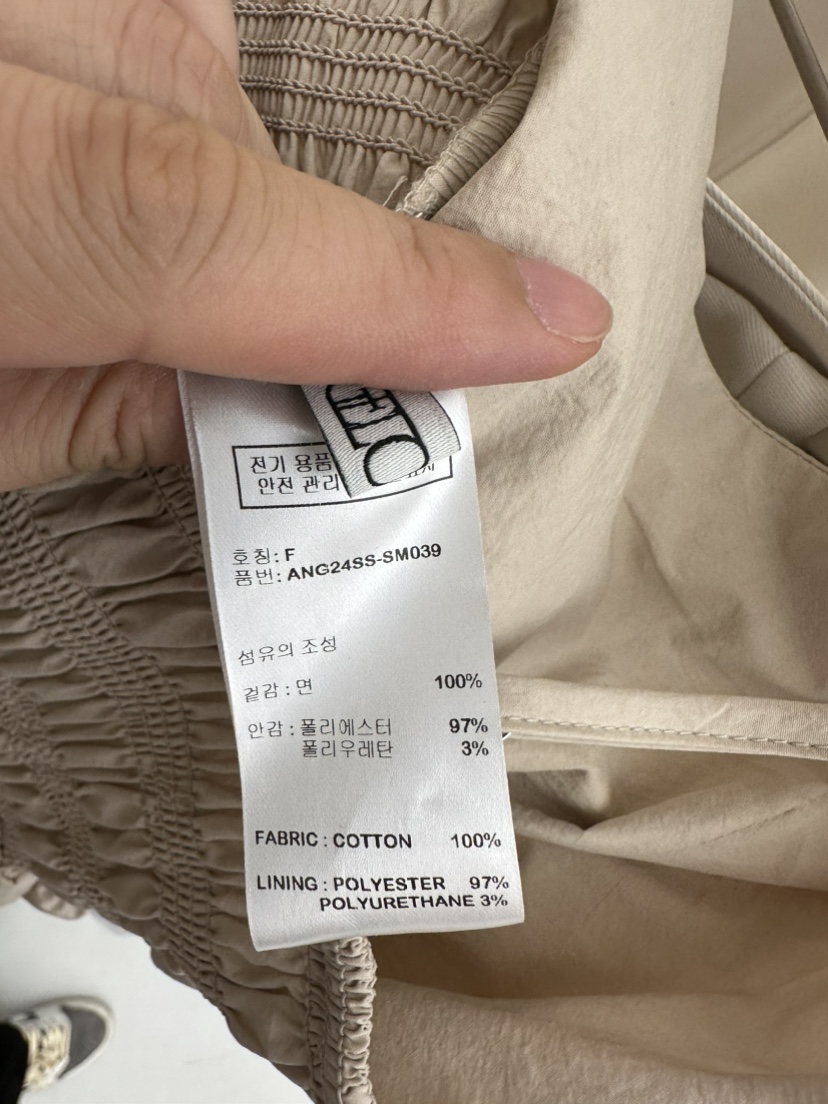 전기 용품
안전 관리
호칭: F
품번: ANG24SS-SM039
섬유의 조성
겉감 : 면 100%
안감 : 폴리에스터 97%
폴리우레탄 3%
FABRIC : COTTON 100%
LINING : POLYESTER 97%
POLYURETHANE 3%